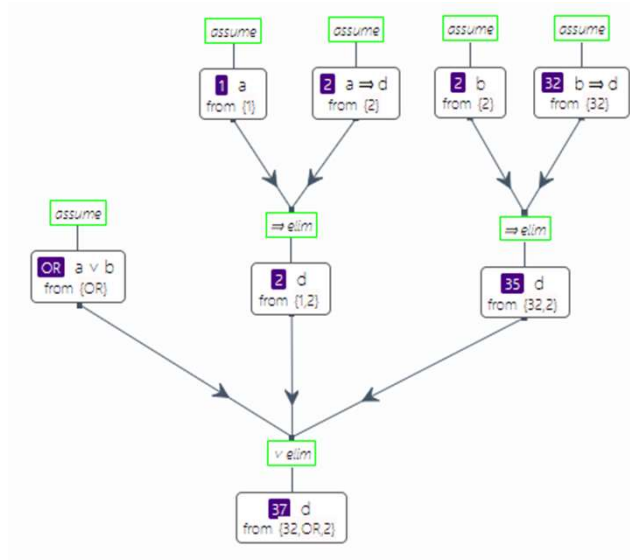 assume
assume
assume
assume
1 a
from {1}
2 a ⇒ d
from {2}
2 b
from {2}
32 b ⇒ d
from {32}
assume
⇒ elim
⇒ elim
OR a ∨ b
from {OR}
2 d
from {1,2}
35 d
from {32,2}
∨ elim
37 d
from {32,OR,2}